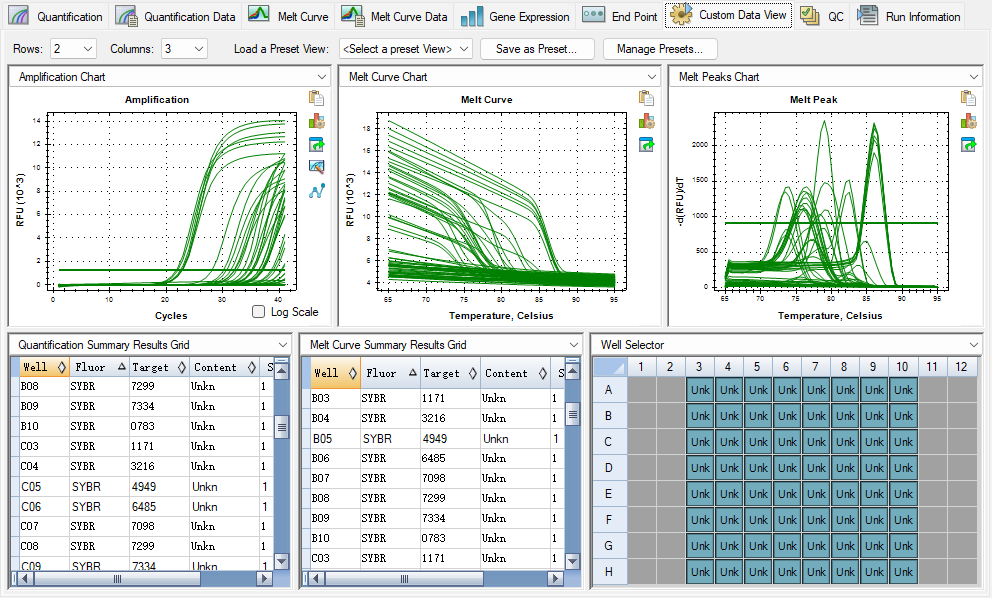 Quantification Quantification Data Melt Curve Melt Curve Data Gene Expression End Point Custom Data View QC Run Infomation
Rows: 2 Columns: 3 Load a Preset View: <Select a preset View> Save as Preset... Manage Presets...
Amplification Chart
Amplification
14
12
10
8
6
4
2
0
RFU (10^3)
0 10 20 30 40
Cycles
Log Scale
Melt Curve Chart
Melt Curve
18
16
14
12
10
8
6
4
RFU (10^3)
65 70 75 80 85 90 95
Temperature, Celsius
Melt Peaks Chart
Melt Peak
2000
1500
1000
500
0
-d(RFU)/dT
65 70 75 80 85 90 95
Temperature, Celsius
Quantification Summary Results Grid
Well Fluor Target Content S
B08 SYBR 7299 Unkn 1
B09 SYBR 7334 Unkn 1
B10 SYBR 0783 Unkn 1
C03 SYBR 1171 Unkn 1
C04 SYBR 3216 Unkn 1
C05 SYBR 4949 Unkn 1
C06 SYBR 6485 Unkn 1
C07 SYBR 7098 Unkn 1
C08 SYBR 7299 Unkn 1
C09 SYBR 7334 Unkn 1
Melt Curve Summary Results Grid
Well Fluor Target Content S
B03 SYBR 1171 Unkn 1
B04 SYBR 3216 Unkn 1
B05 SYBR 4949 Unkn 1
B06 SYBR 6485 Unkn 1
B07 SYBR 7098 Unkn 1
B08 SYBR 7299 Unkn 1
B09 SYBR 7334 Unkn 1
B10 SYBR 0783 Unkn 1
C03 SYBR 1171 Unkn 1
Well Selector
1 2 3 4 5 6 7 8 9 10 11 12
A Unk Unk Unk Unk Unk Unk Unk Unk
B Unk Unk Unk Unk Unk Unk Unk Unk
C Unk Unk Unk Unk Unk Unk Unk Unk
D Unk Unk Unk Unk Unk Unk Unk Unk
E Unk Unk Unk Unk Unk Unk Unk Unk
F Unk Unk Unk Unk Unk Unk Unk Unk
G Unk Unk Unk Unk Unk Unk Unk Unk
H Unk Unk Unk Unk Unk Unk Unk Unk